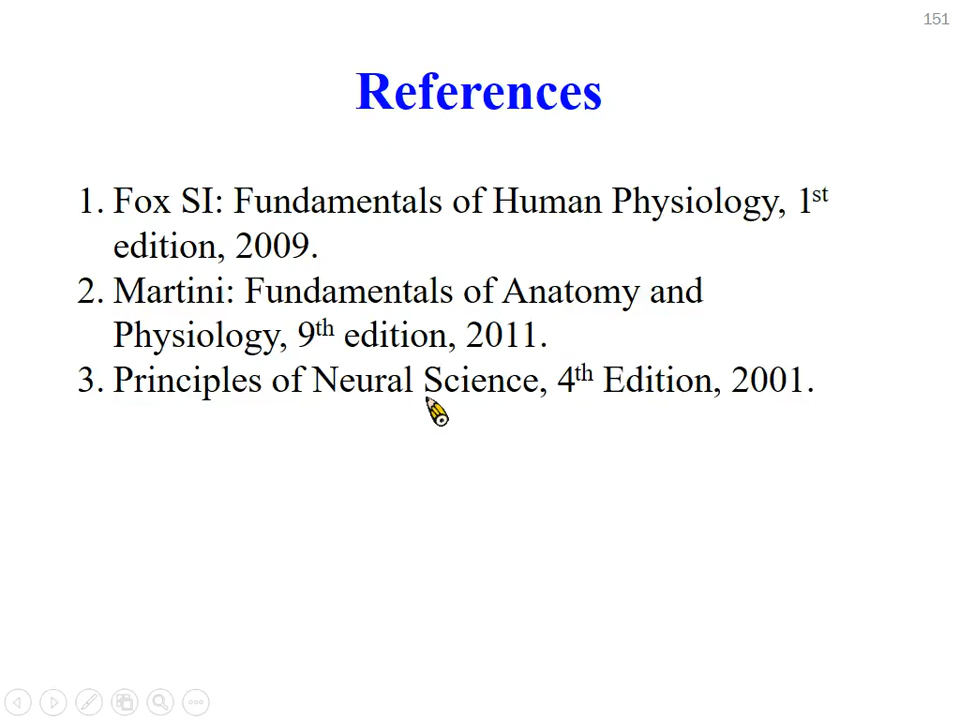 151
References
1. Fox SI: Fundamentals of Human Physiology, 1st
edition, 2009.
2. Martini: Fundamentals of Anatomy and
Physiology, 9th edition, 2011.
3. Principles of Neural Science, 4th Edition, 2001.